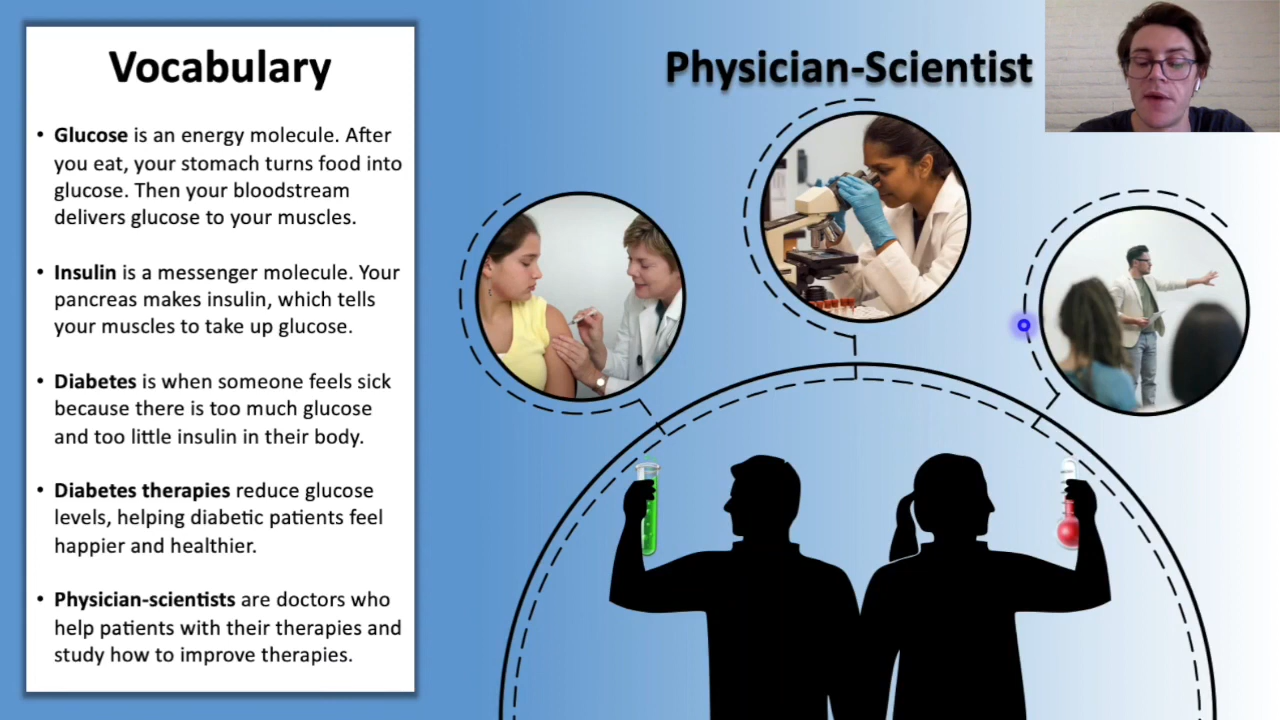 Vocabulary
• Glucose is an energy molecule. After
you eat, your stomach turns food into
glucose. Then your bloodstream
delivers glucose to your muscles.
• Insulin is a messenger molecule. Your
pancreas makes insulin, which tells
your muscles to take up glucose.
• Diabetes is when someone feels sick
because there is too much glucose
and too little insulin in their body.
• Diabetes therapies reduce glucose
levels, helping diabetic patients feel
happier and healthier.
• Physician-scientists are doctors who
help patients with their therapies and
study how to improve therapies.
Physician-Scientist